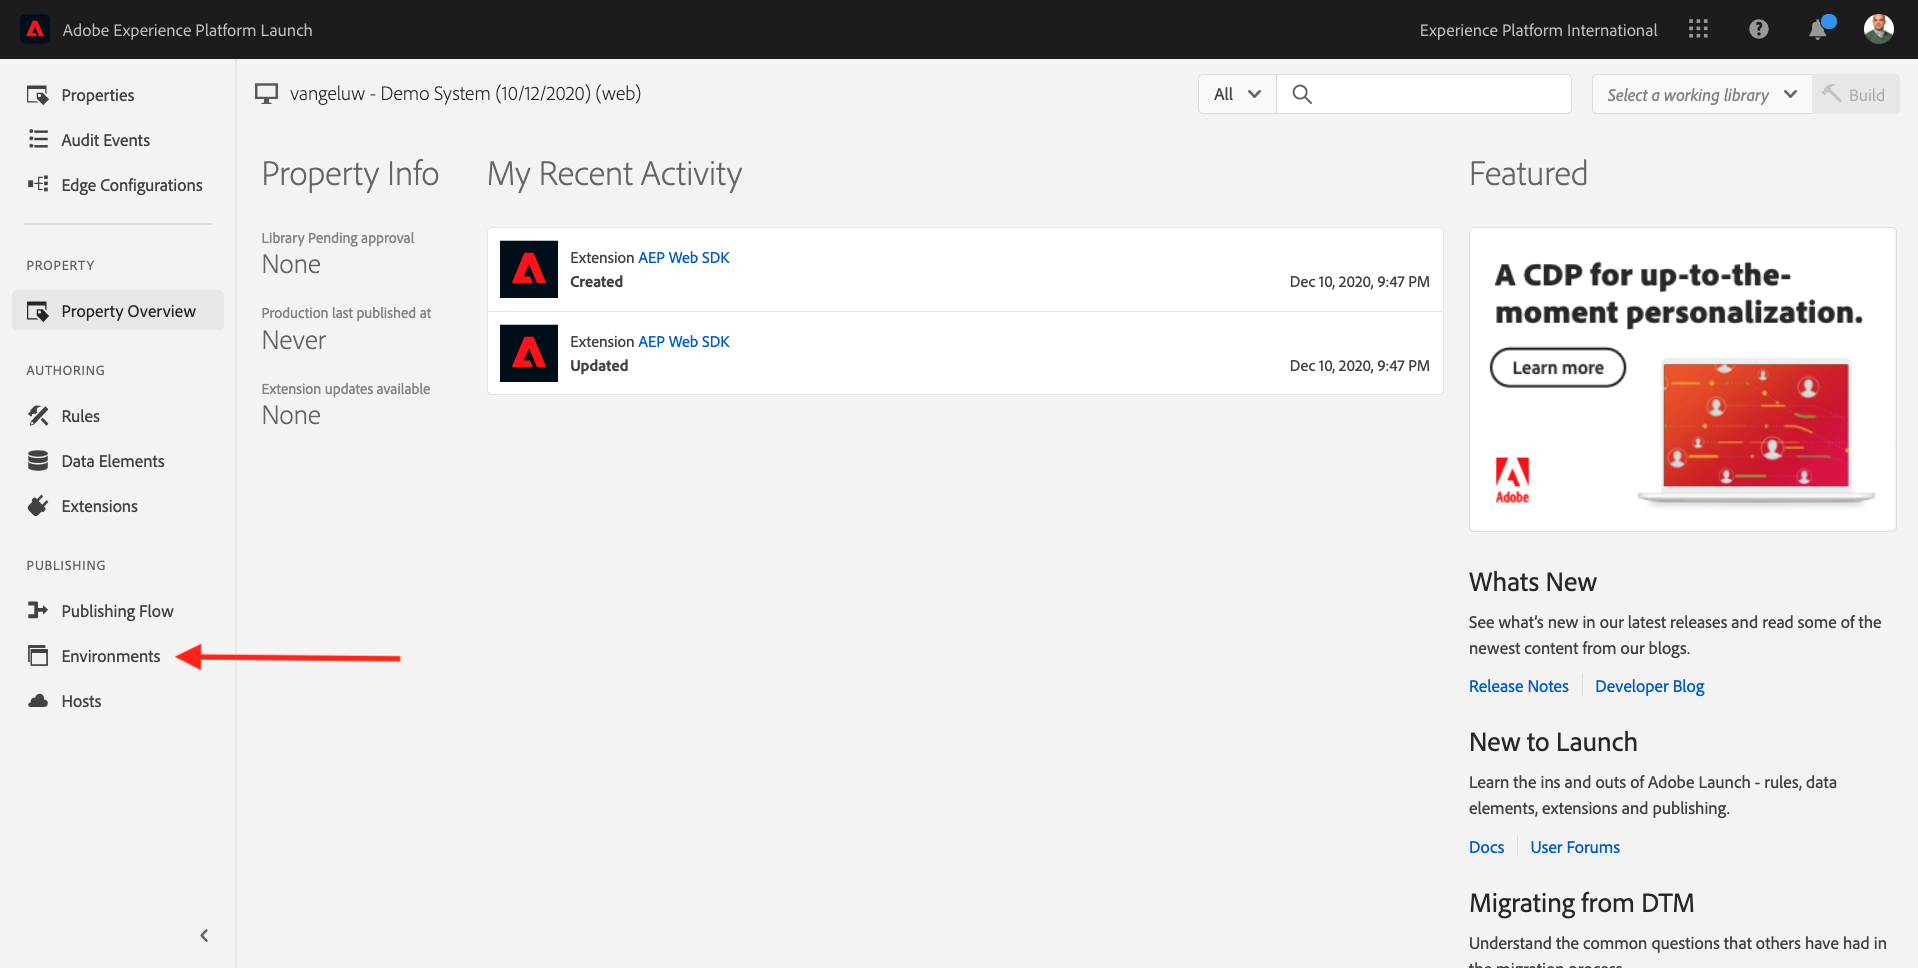 Adobe Experience Platform Launch
Experience Platform International
Properties
Audit Events
Edge Configurations
PROPERTY
Property Overview
AUTHORING
Rules
Data Elements
Extensions
PUBLISHING
Publishing Flow
Environments
Hosts
vangeluw - Demo System (10/12/2020) (web)
All
Select a working library
Build
Property Info
Library Pending approval
None
Production last published at
Never
Extension updates available
None
My Recent Activity
Extension AEP Web SDK
Created
Dec 10, 2020, 9:47 PM
Extension AEP Web SDK
Updated
Dec 10, 2020, 9:47 PM
Featured
A CDP for up-to-the-
moment personalization.
Learn more
Adobe
Whats New
See what's new in our latest releases and read some of the
newest content from our blogs.
Release Notes
Developer Blog
New to Launch
Learn the ins and outs of Adobe Launch - rules, data
elements, extensions and publishing.
Docs
User Forums
Migrating from DTM
Understand the common questions that others have had in
the migration process